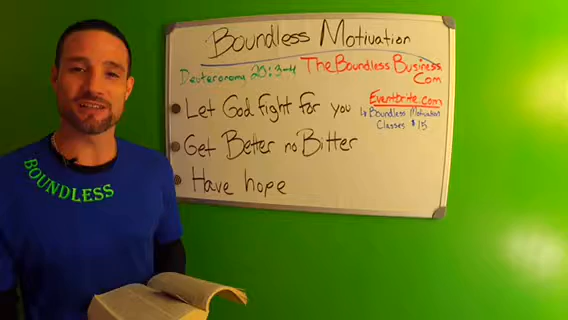 Boundless Motivation
Deuteronomy 20:3-4
TheBoundlessBusiness.
Com
Let God fight for you
Eventbrite.com
↳ Boundless Motivation
Classes $15
Get Better no Bitter
Have hope
BOUNDLESS